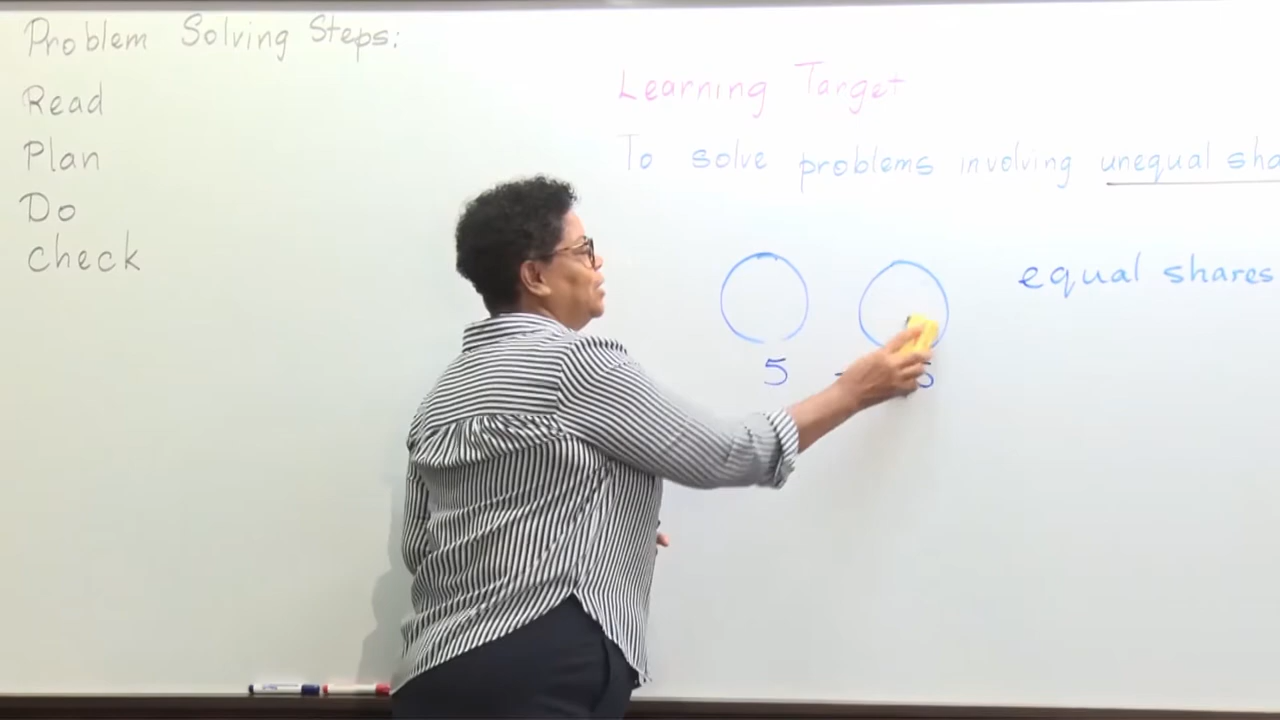 Problem Solving Steps:
Read
Plan
Do
check
Learning Target
To solve problems involving unequal
equal shares
5